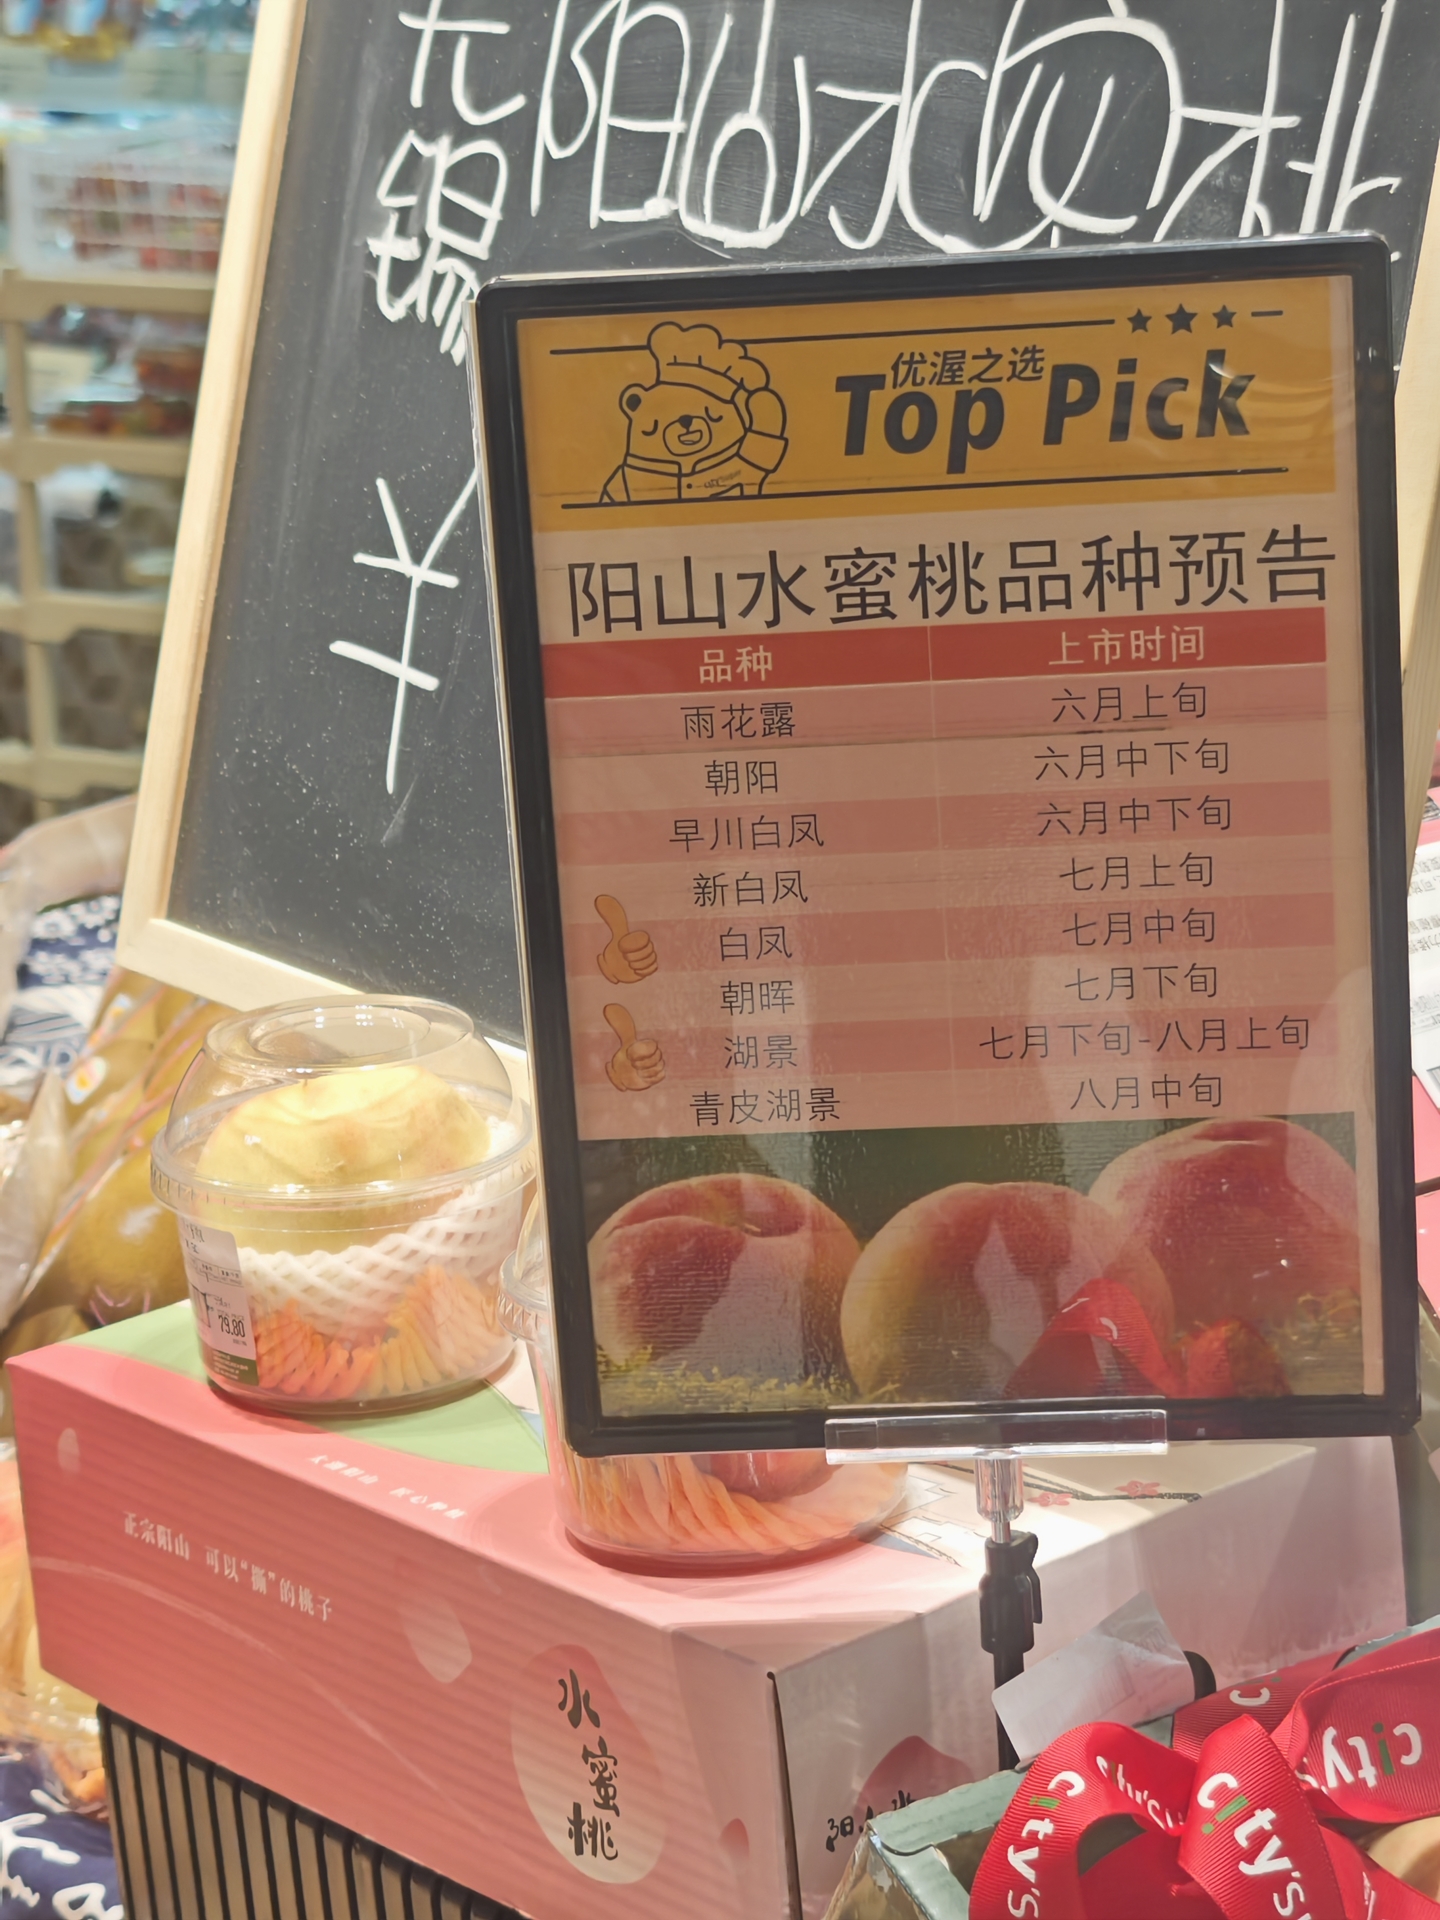 无锡
阳山水蜜桃
优渥之选
Top Pick
阳山水蜜桃品种预告
品种 上市时间
雨花露 六月上旬
朝阳 六月中下旬
早川白凤 六月中下旬
新白凤 七月上旬
白凤 七月中旬
朝晖 七月下旬
湖景 七月下旬-八月上旬
青皮湖景 八月中旬
79.80
正宗阳山 可以“撕”的桃子
水蜜桃
阳山水
city's
city's
city